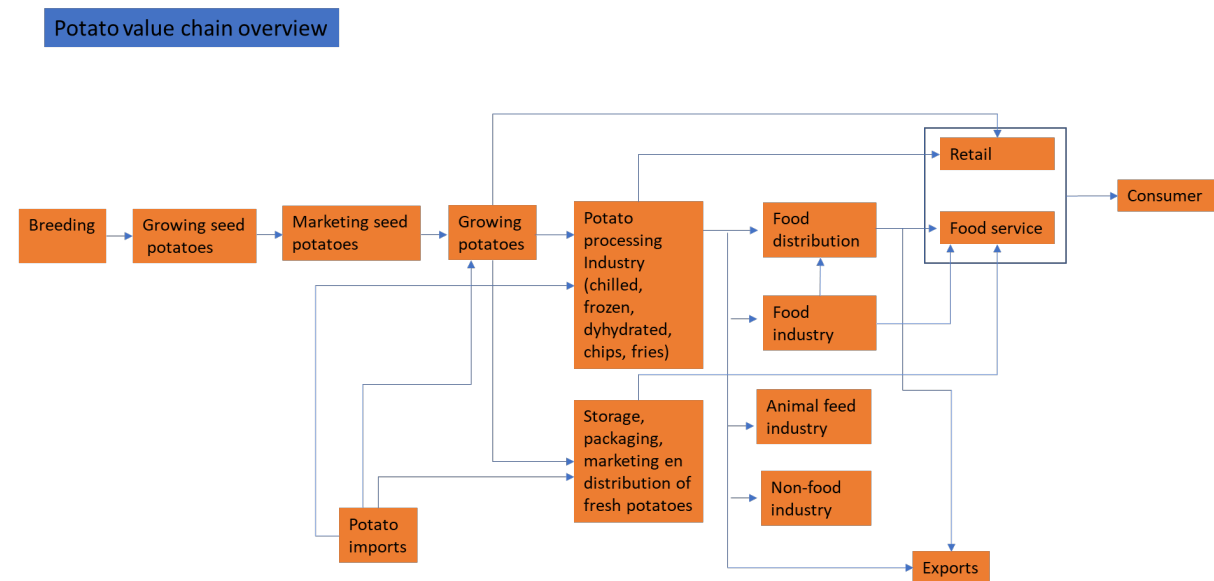 Potato value chain overview
Breeding
Growing seed
potatoes
Marketing seed
potatoes
Growing
potatoes
Potato
processing
Industry
(chilled,
frozen,
dyhydrated,
chips, fries)
Food
distribution
Food
industry
Retail
Food service
Consumer
Storage,
packaging,
marketing en
distribution of
fresh potatoes
Animal feed
industry
Non-food
industry
Potato
imports
Exports